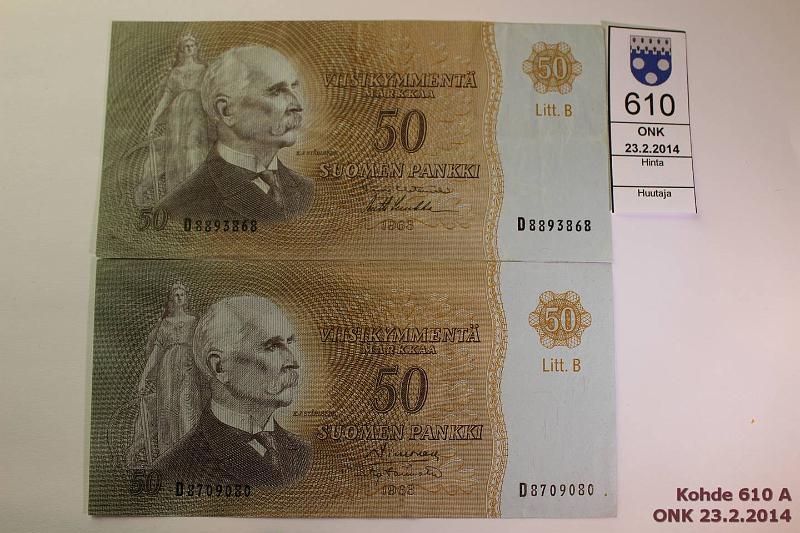 VIISIKYMMENTÄ
MARKKAA
50
SUOMEN PANKKI
1963
50
D8893868
50
Litt. B
D8893868
VIISIKYMMENTÄ
MARKKAA
50
SUOMEN PANKKI
1963
50
D8709080
50
Litt. B
D8709080
610
ONK
23.2.2014
Hinta
Huutaja
Kohde 610 A
ONK 23.2.2014